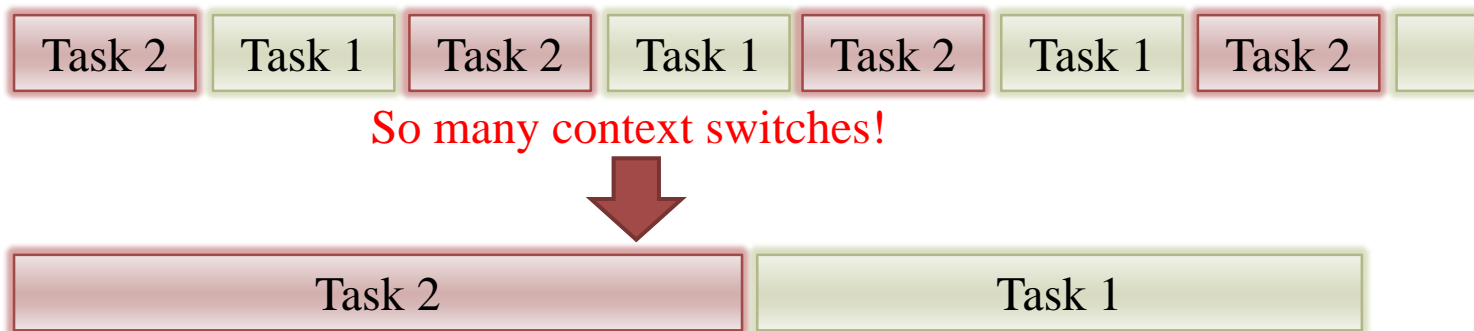 Task 2 Task 1 Task 2 Task 1 Task 2 Task 1 Task 2
So many context switches!
Task 2 Task 1